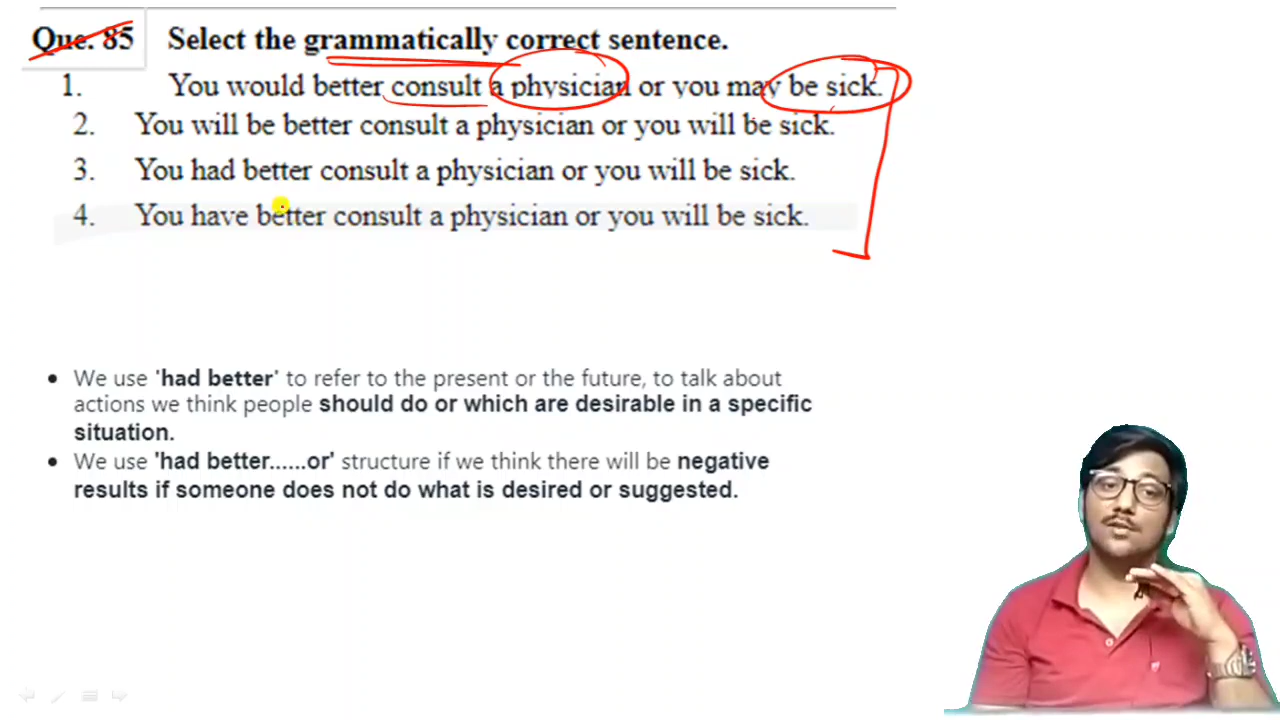 Que. 85 Select the grammatically correct sentence.
1. You would better consult a physician or you may be sick.
2. You will be better consult a physician or you will be sick.
3. You had better consult a physician or you will be sick.
4. You have better consult a physician or you will be sick.
• We use 'had better' to refer to the present or the future, to talk about
actions we think people should do or which are desirable in a specific
situation.
• We use 'had better......or' structure if we think there will be negative
results if someone does not do what is desired or suggested.